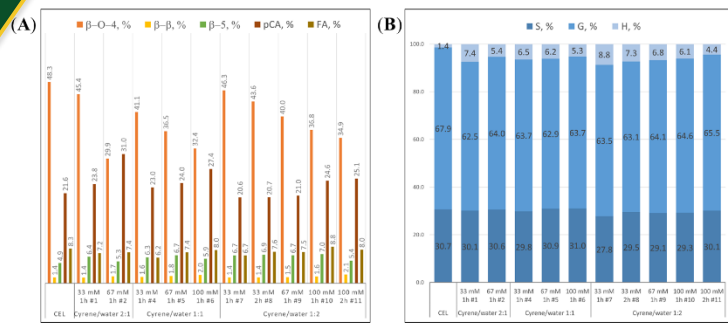 (A)
β–O–4, % β–β, % β–5, % pCA, % FA, %
48.3 1.4 4.9 21.6 8.3
45.4 1.4 6.4 23.8 7.2
29.9 1.7 5.3 31.0 7.4
41.1 1.6 6.3 23.0 6.2
36.5 1.8 6.7 24.0 7.4
32.4 2.0 5.9 27.4 8.0
46.3 1.4 6.7 20.6 6.7
43.6 1.4 6.9 20.7 7.6
40.0 1.5 6.7 21.0 7.5
36.8 1.6 7.0 24.6 8.8
34.9 2.1 5.4 25.1 8.0
33 mM 67 mM 33 mM 67 mM 100 mM 33 mM 33 mM 67 mM 100 mM 100 mM
1h #1 1h #2 1h #4 1h #5 1h #6 1h #7 2h #8 1h #9 1h #10 2h #11
CEL Cyrene/water 2:1 Cyrene/water 1:1 Cyrene/water 1:2
(B)
S, % G, % H, %
100.0
80.0
60.0
40.0
20.0
0.0
1.4 7.4 5.4 6.5 6.2 5.3 8.8 7.3 6.8 6.1 4.4
67.9 62.5 64.0 63.7 62.9 63.7 63.5 63.1 64.1 64.6 65.5
30.7 30.1 30.6 29.8 30.9 31.0 27.8 29.5 29.1 29.3 30.1
33 mM 67 mM 33 mM 67 mM 100 mM 33 mM 33 mM 67 mM 100 mM 100 mM
1h #1 1h #2 1h #4 1h #5 1h #6 1h #7 2h #8 1h #9 1h #10 2h #11
CEL Cyrene/water 2:1 Cyrene/water 1:1 Cyrene/water 1:2